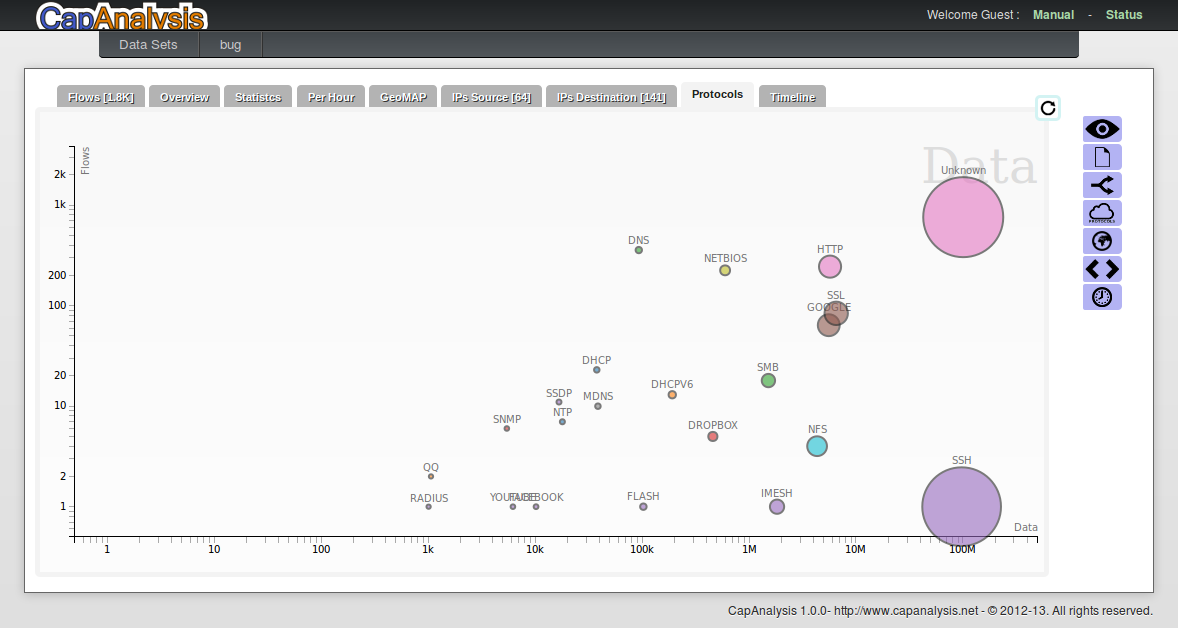 CapAnalysis
Welcome Guest : Manual - Status
Data Sets bug
Flows [1.8K] Overview Statistcs Per Hour GeoMAP IPs Source [64] IPs Destination [141] Protocols Timeline
Data
Flows
Unknown
2k
1k
DNS
HTTP
NETBIOS
200
SSL
100
GOOGLE
DHCP
SMB
20
DHCPV6
SSDP
MDNS
10
NTP
SNMP
DROPBOX
NFS
SSH
QQ
2
IMESH
RADIUS YOUTUBE FACEBOOK FLASH
1
Data
1 10 100 1k 10k 100k 1M 10M 100M
PROTOCOLS
CapAnalysis 1.0.0- http://www.capanalysis.net - © 2012-13. All rights reserved.